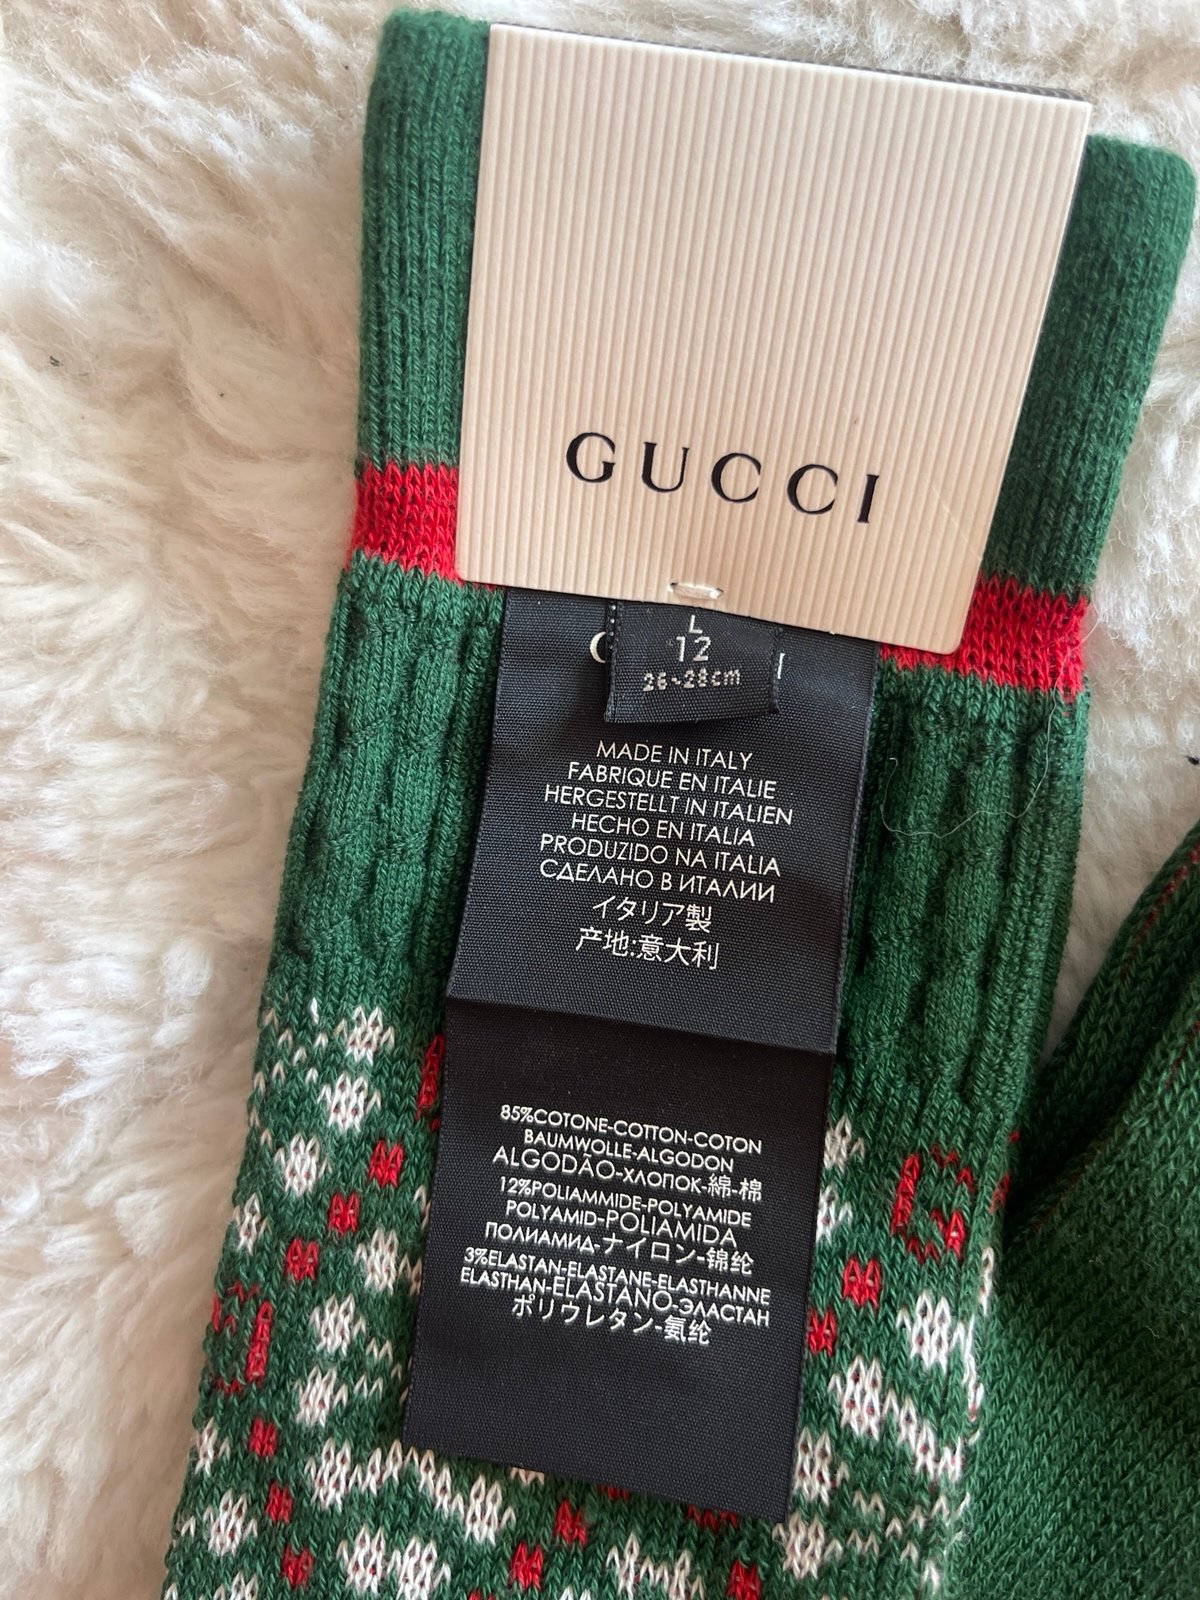 GUCCI
L
12
26-28cm
MADE IN ITALY
FABRIQUE EN ITALIE
HERGESTELLT IN ITALIEN
HECHO EN ITALIA
PRODUZIDO NA ITALIA
СДЕЛАНО В ИТАЛИИ
イタリア製
产地:意大利
85%COTONE-COTTON-COTON
BAUMWOLLE-ALGODON
ALGODÃO-ХЛОПОК-綿-棉
12%POLIAMMIDE-POLYAMIDE
POLYAMID-POLIAMIDA
ПОЛИАМИД-ナイロン-锦纶
3%ELASTAN-ELASTANE-ELASTHANNE
ELASTHAN-ELASTANO-ЭЛАСТАН
ポリウレタン-氨纶
G